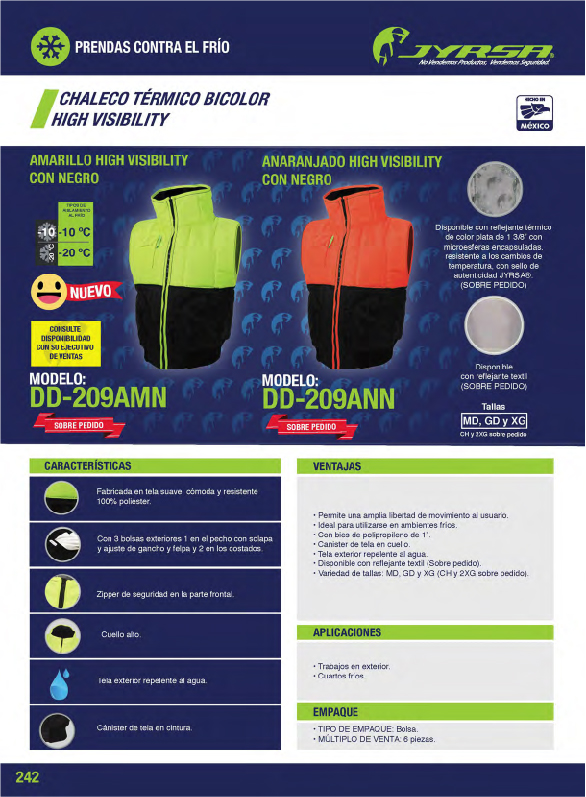 PRENDAS CONTRA EL FRÍO
JYRSA®
No Vendemos Productos, Vendemos Seguridad.
CHALECO TÉRMICO BICOLOR
HIGH VISIBILITY
HECHO EN
MÉXICO
AMARILLO HIGH VISIBILITY
CON NEGRO
TIPOS DE
AISLAMIENTO
AL FRÍO
-10 -10 ºC
-20 ºC -20 ºC
NUEVO
CONSULTE
DISPONIBILIDAD
CON SU EJECUTIVO
DE VENTAS
MODELO:
DD-209AMN
SOBRE PEDIDO
ANARANJADO HIGH VISIBILITY
CON NEGRO
MODELO:
DD-209ANN
SOBRE PEDIDO
Disponible con reflejante térmico
de color plata de 1 3/8" con
microesferas encapsuladas,
resistente a los cambios de
temperatura, con sello de
autenticidad JYRSA®.
(SOBRE PEDIDO)
Disponible
con reflejante textil
(SOBRE PEDIDO)
Tallas
MD, GD y XG
CH y 2XG sobre pedido
CARACTERÍSTICAS
Fabricada en tela suave, cómoda y resistente
100% poliester.
Con 3 bolsas exteriores 1 en el pecho con solapa
y ajuste de gancho y felpa y 2 en los costados.
Zipper de seguridad en la parte frontal.
Cuello alto.
Tela exterior repelente al agua.
Cánister de tela en cintura.
VENTAJAS
• Permite una amplia libertad de movimiento al usuario.
• Ideal para utilizarse en ambientes fríos.
• Con bies de polipropileno de 1".
• Canister de tela en cuello.
• Tela exterior repelente al agua.
• Disponible con reflejante textil (Sobre pedido).
• Variedad de tallas: MD, GD y XG (CH y 2XG sobre pedido).
APLICACIONES
• Trabajos en exterior.
• Cuartos fríos.
EMPAQUE
• TIPO DE EMPAQUE: Bolsa.
• MÚLTIPLO DE VENTA: 6 piezas.
242